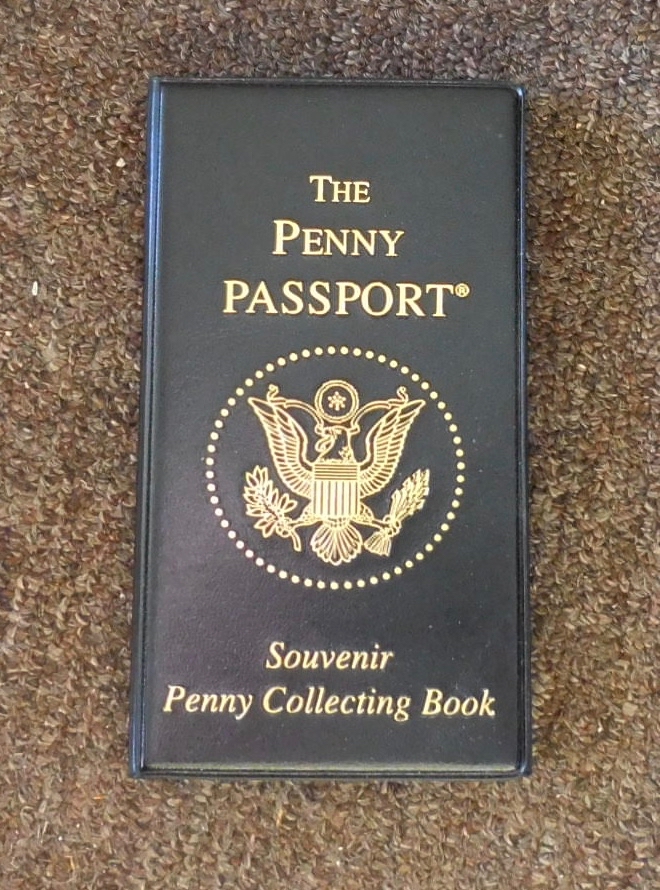 THE
PENNY
PASSPORT®
Souvenir
Penny Collecting Book